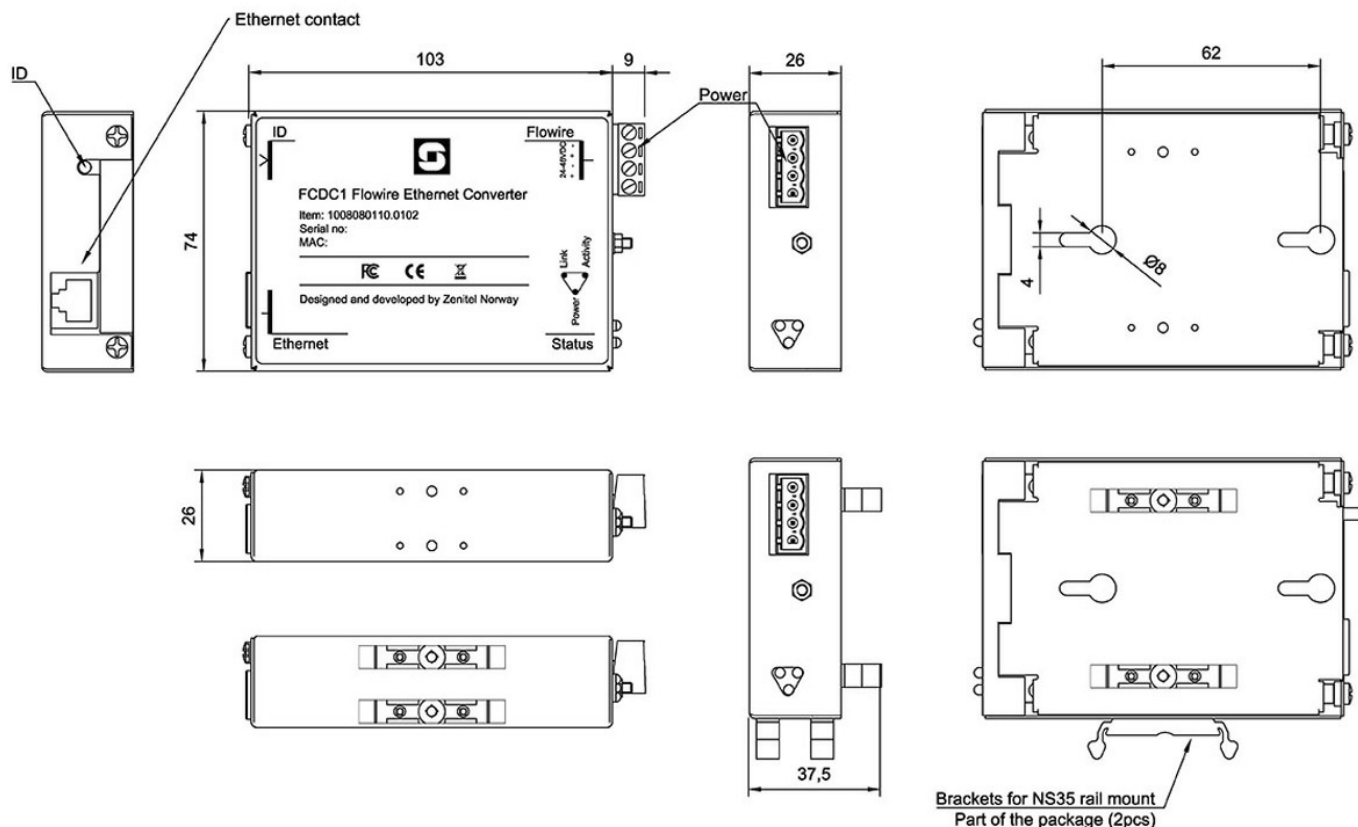 Ethernet contact
ID
103
9
26
62
Power
74
ID
Flowire
24-48VDC
- + - +
FCDC1 Flowire Ethernet Converter
Item: 1008080110.0102
Serial no:
MAC:
Link
Activity
Power
FC CE
Designed and developed by Zenitel Norway
Ethernet
Status
4
Ø8
26
37,5
Brackets for NS35 rail mount
Part of the package (2pcs)